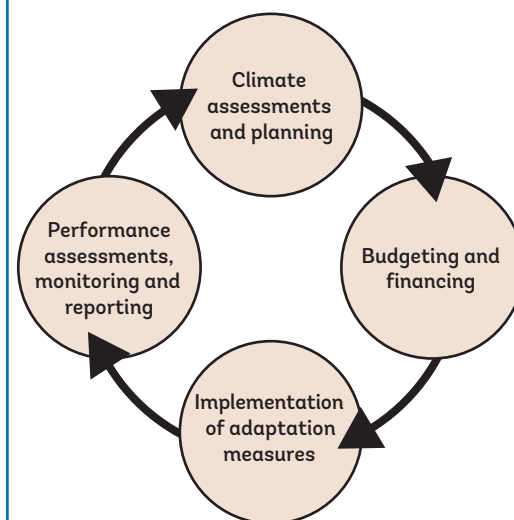 Climate
assessments
and planning
Budgeting and
financing
Implementation
of adaptation
measures
Performance
assessments,
monitoring and
reporting